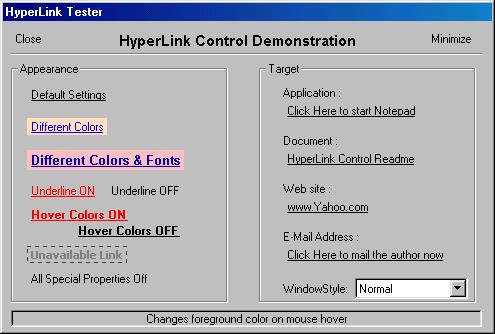 HyperLink Tester
Close
HyperLink Control Demonstration
Minimize
Appearance
Default Settings
Different Colors
Different Colors & Fonts
Underline ON
Underline OFF
Hover Colors ON
Hover Colors OFF
Unavailable Link
All Special Properties Off
Target
Application :
Click Here to start Notepad
Document :
HyperLink Control Readme
Web site :
www.Yahoo.com
E-Mail Address :
Click Here to mail the author now
WindowStyle: Normal
Changes foreground color on mouse hover